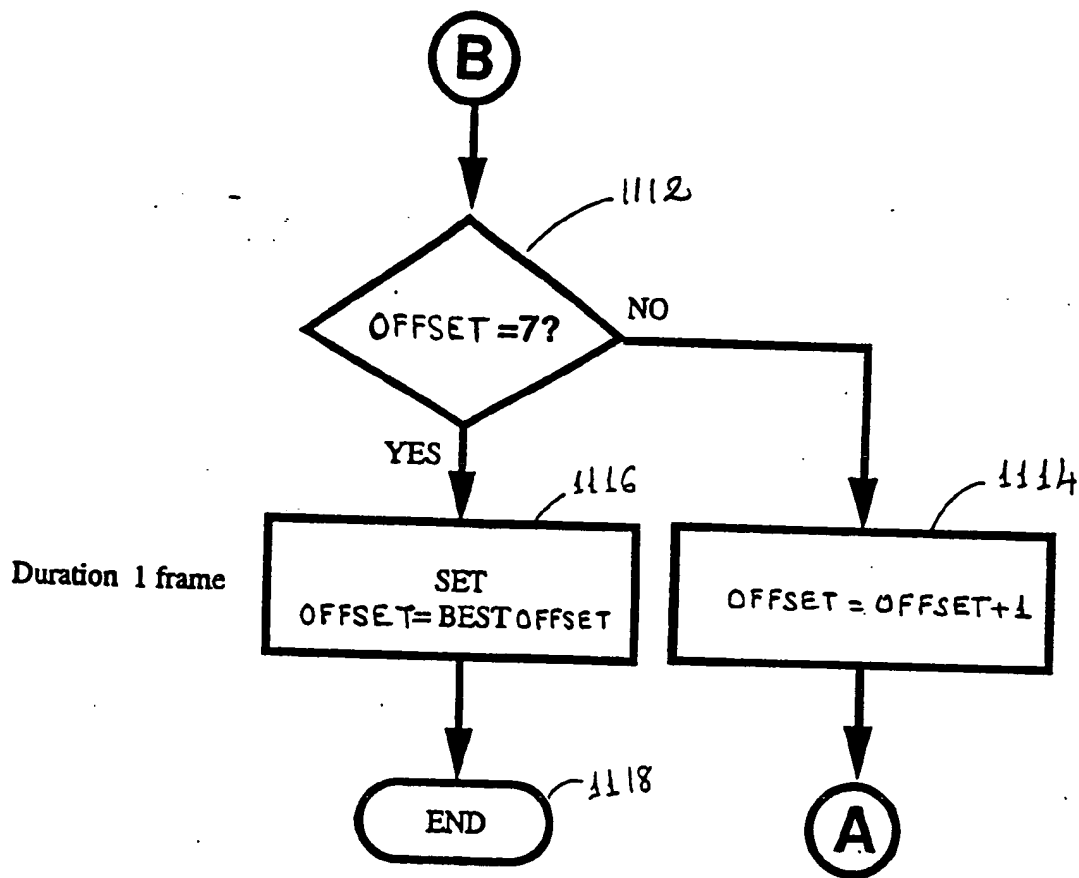 B
1112
OFFSET =7?
NO
YES
1116
1114
Duration 1 frame
SET
OFFSET= BEST OFFSET
OFFSET = OFFSET+1
1118
END
A